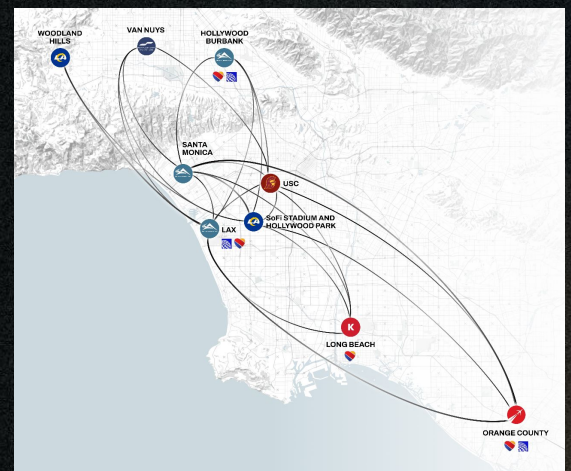 WOODLAND
HILLS
VAN NUYS
HOLLYWOOD
BURBANK
SANTA
MONICA
USC
SoFi STADIUM AND
HOLLYWOOD PARK
LAX
K
LONG BEACH
ORANGE COUNTY